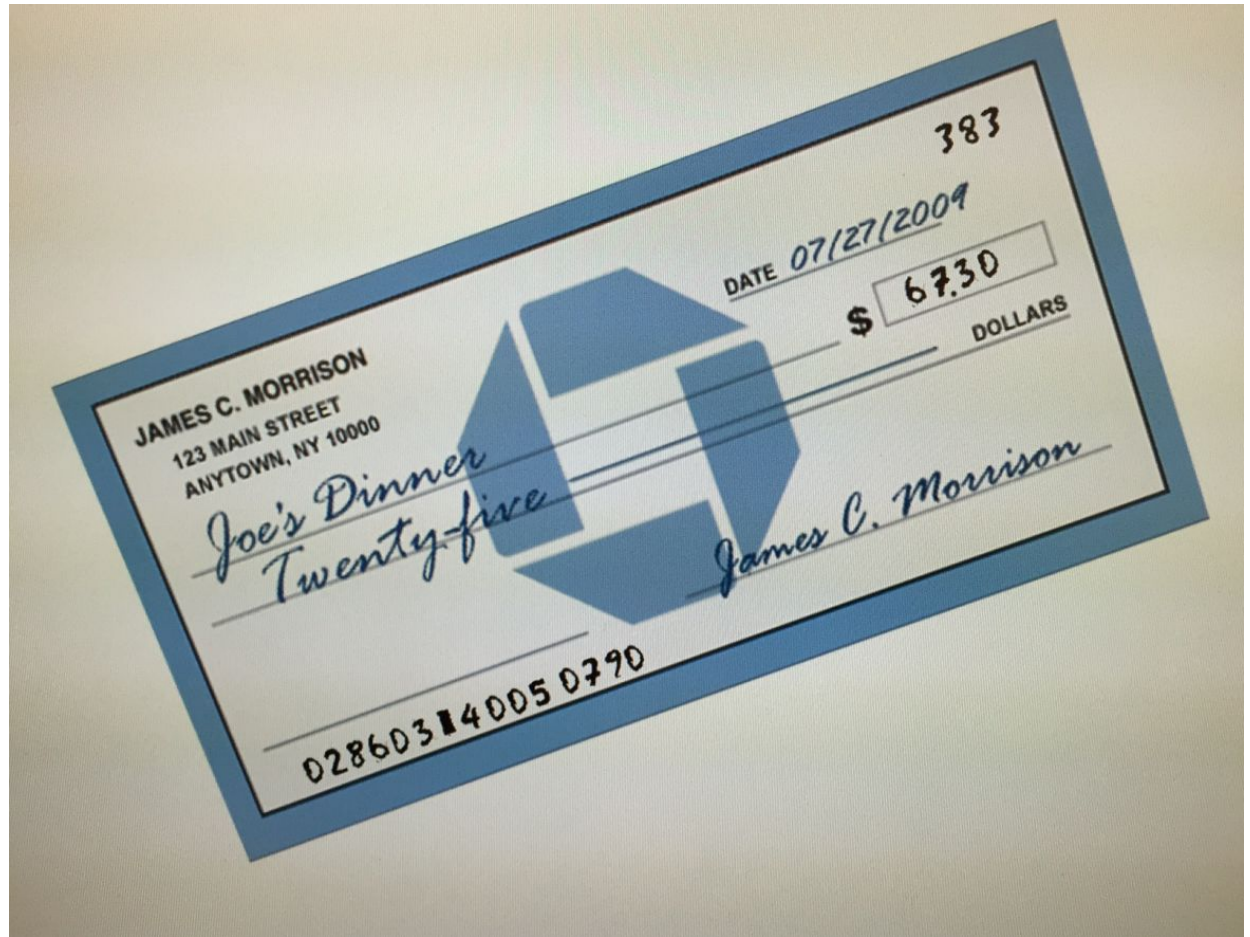 383
DATE 07/27/2009
JAMES C. MORRISON
123 MAIN STREET
ANYTOWN, NY 10000
$ 67.30
Joe's Dinner
Twenty-five DOLLARS
James C. Morrison
028603 4005 0790